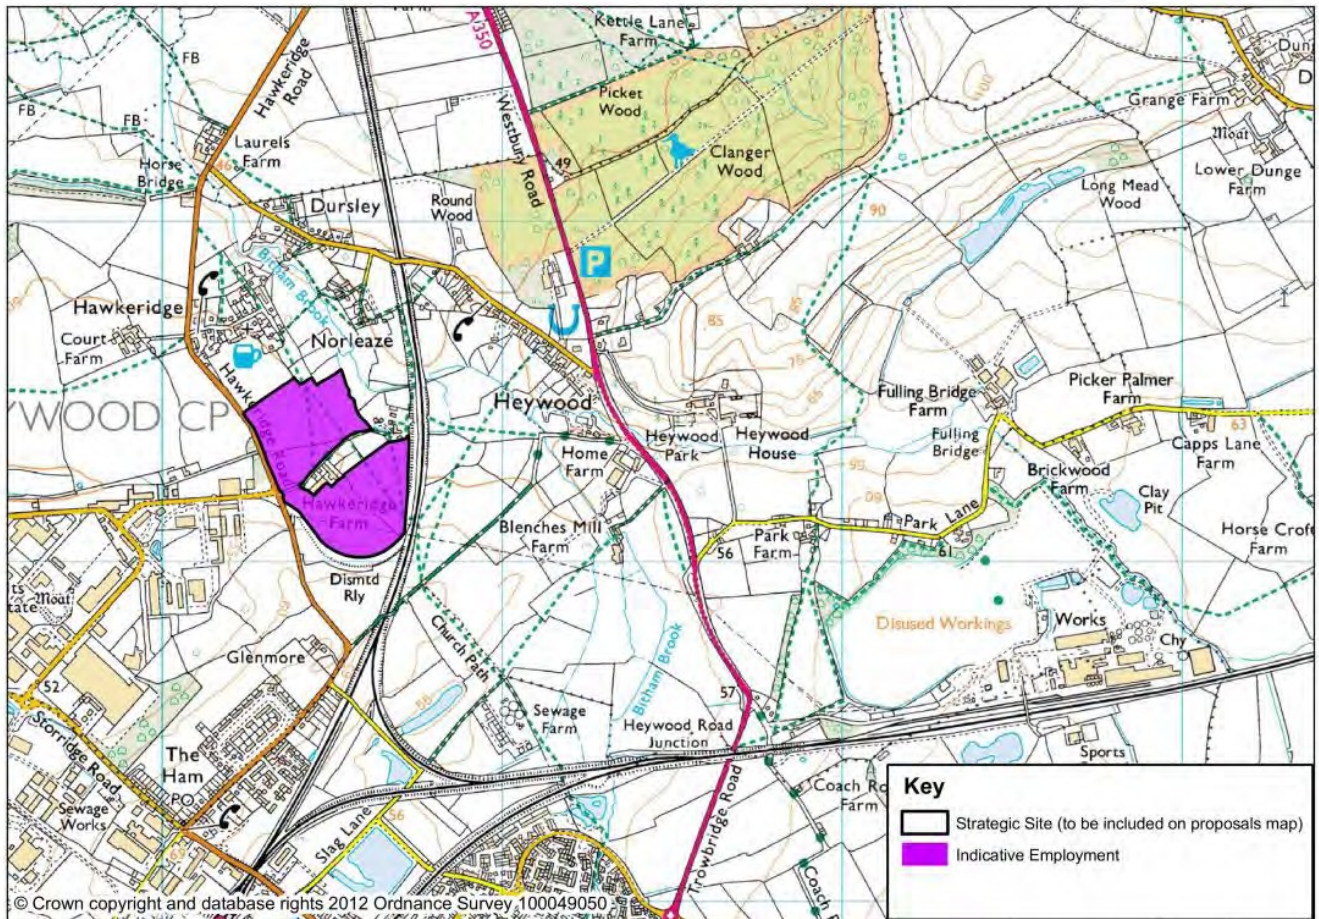 A350
Kettle Lane
Farm
FB
Hawkeridge
Road
Picket
Wood
Grange Farm
FB
FB
Laurels
Farm
46
Westbury Road
49
Clanger
Wood
Moat
Horse
Bridge
Lower Dunge
Farm
Long Mead
Wood
Round
Wood
Dursley
90
Bitham Brook
P
Hawkeridge
Court
Farm
Norleaze
85
Fulling Bridge
Farm
Picker Palmer
Farm
YWOOD CP
Hawkeridge Road
Heywood
Heywood
Park
Heywood
House
Fulling
Bridge
63
Capps Lane
Farm
Home
Farm
Brickwood
Farm
Hawkeridge
Farm
Clay
Pit
Blenches Mill
Farm
Park Lane
56
Park
Farm
61
Horse Croft
Farm
Dismtd
Rly
Moat
Disused Workings
Works
Chy
Glenmore
Church Path
Bitham Brook
52
57
Storridge Road
Sewage
Farm
Heywood Road
Junction
The
Ham
PO
Sports
Sewage
Works
Slag Lane
56
Trowbridge Road
Coach Ro
Farm
Coach
Key
Strategic Site (to be included on proposals map)
Indicative Employment
© Crown copyright and database rights 2012 Ordnance Survey 100049050